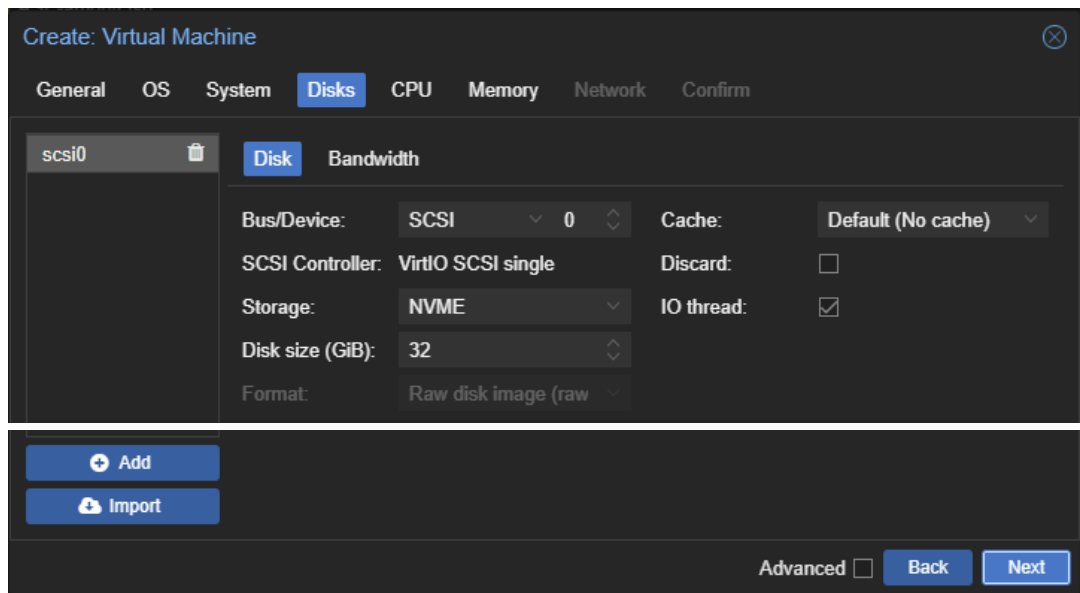 Create: Virtual Machine
General OS System Disks CPU Memory Network Confirm
scsi0
Disk Bandwidth
Bus/Device: SCSI 0 Cache: Default (No cache)
SCSI Controller: VirtIO SCSI single Discard:
Storage: NVME IO thread:
Disk size (GiB): 32
Format: Raw disk image (raw
Add
Import
Advanced Back Next